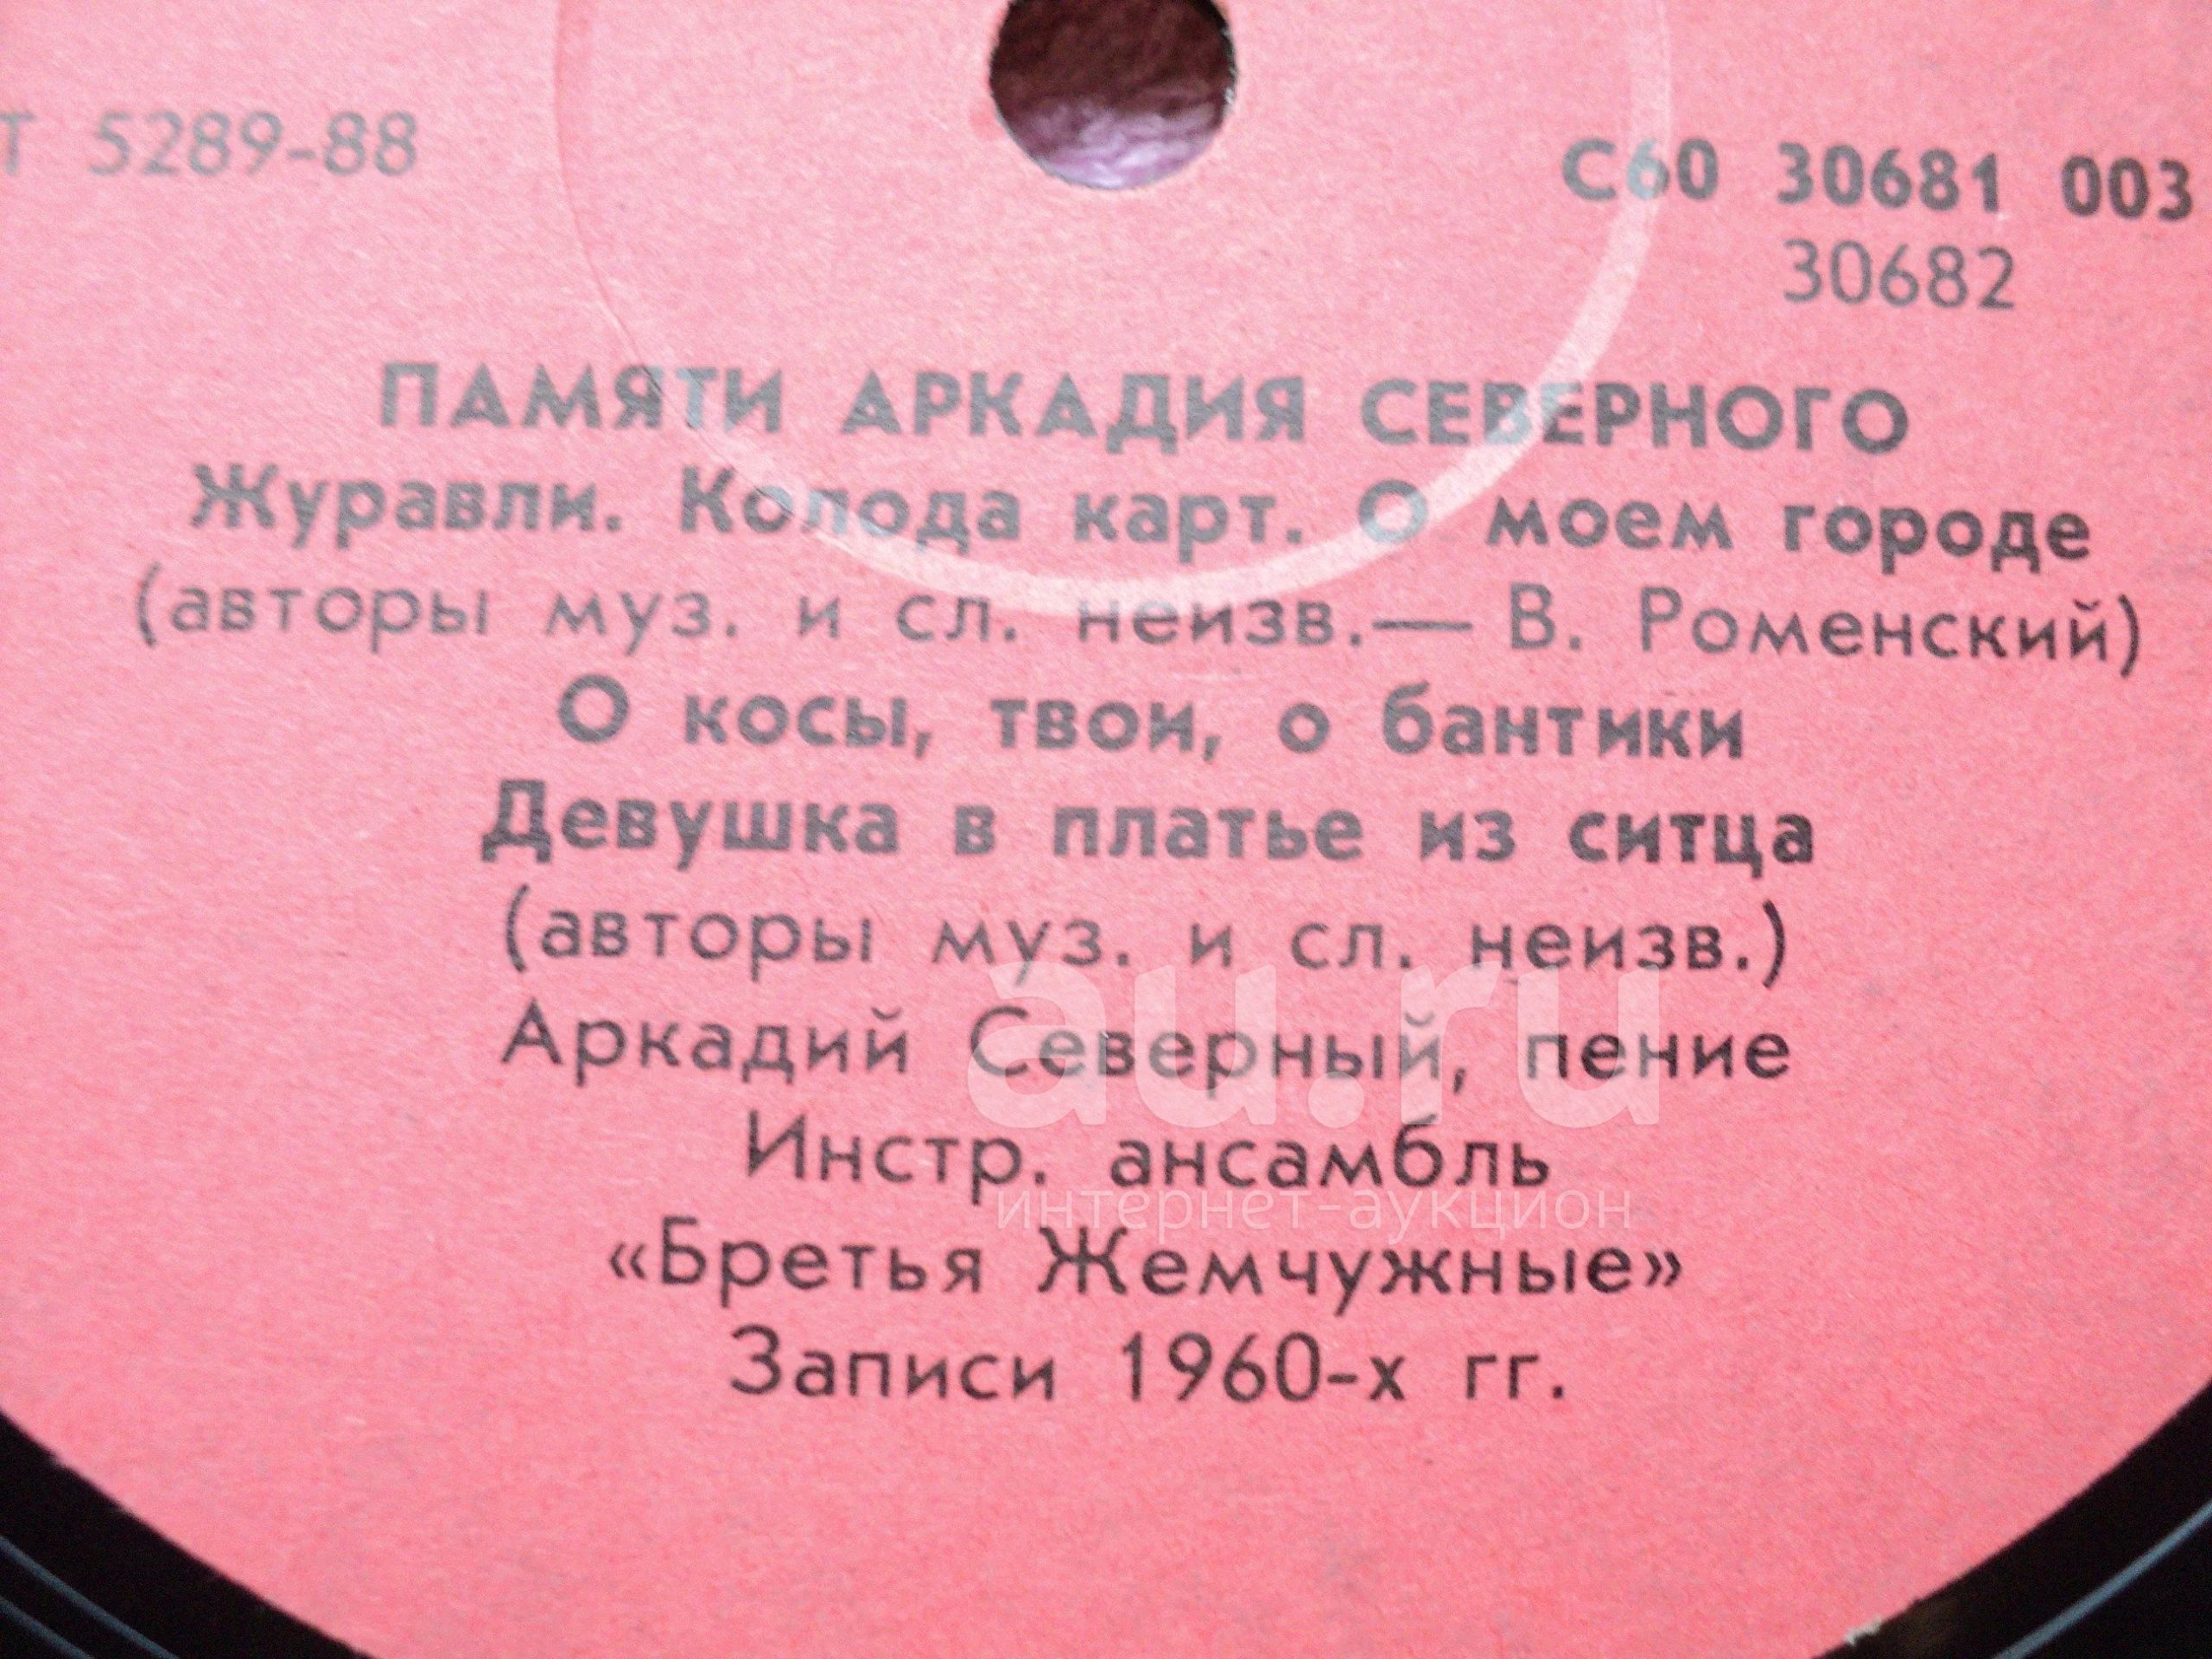 Т 5289-88
С60 30681 003
30682
ПАМЯТИ АРКАДИЯ СЕВЕРНОГО
Журавли. Колода карт. О моем городе
(авторы муз. и сл. неизв.— В. Роменский)
О косы, твои, о бантики
Девушка в платье из ситца
(авторы муз. и сл. неизв.)
Аркадий Северный, пение
Инстр. ансамбль
«Бретья Жемчужные»
Записи 1960-х гг.
au.ru
интернет-аукцион